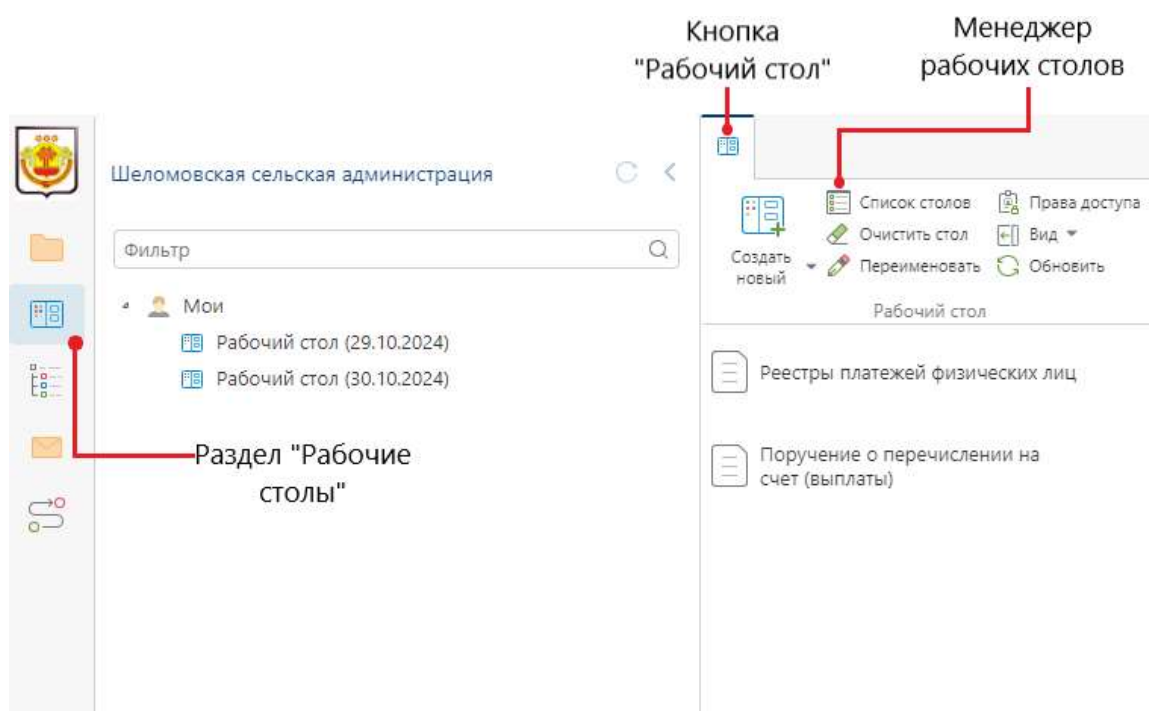 Кнопка
"Рабочий стол"
Менеджер
рабочих столов
Шеломовская сельская администрация
Фильтр
Мои
Рабочий стол (29.10.2024)
Рабочий стол (30.10.2024)
Раздел "Рабочие
столы"
Создать
новый
Список столов
Права доступа
Очистить стол
Вид
Переименовать
Обновить
Рабочий стол
Реестры платежей физических лиц
Поручение о перечислении на
счет (выплаты)